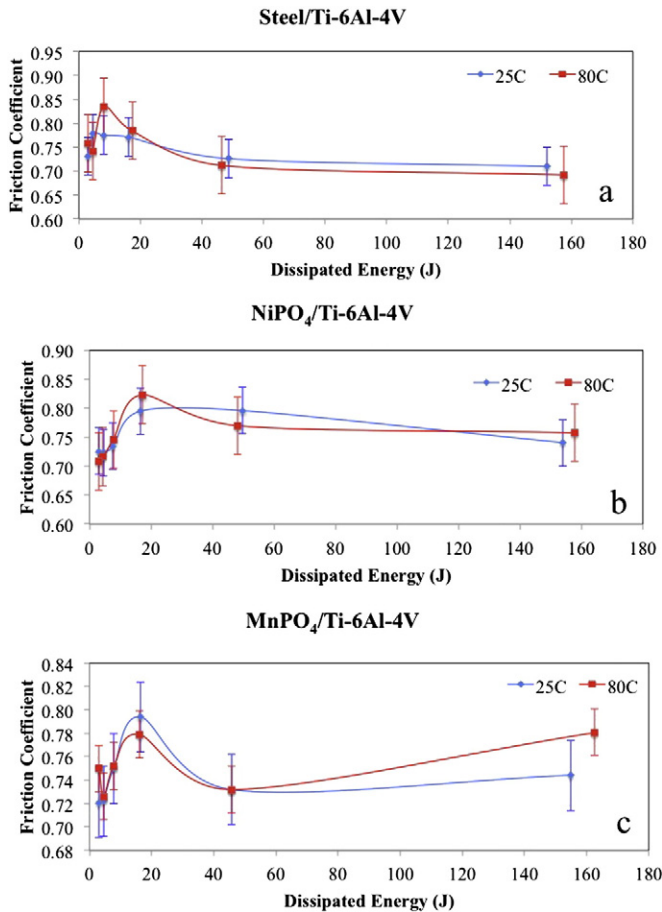 Steel/Ti-6Al-4V
0.95
0.90
0.85
0.80
0.75
0.70
0.65
0.60
Friction Coefficient
25C
80C
a
0 20 40 60 80 100 120 140 160 180
Dissipated Energy (J)
NiPO₄/Ti-6Al-4V
0.90
0.85
0.80
0.75
0.70
0.65
0.60
Friction Coefficient
25C
80C
b
0 20 40 60 80 100 120 140 160 180
Dissipated Energy (J)
MnPO₄/Ti-6Al-4V
0.84
0.82
0.80
0.78
0.76
0.74
0.72
0.70
0.68
Friction Coefficient
25C
80C
c
0 20 40 60 80 100 120 140 160 180
Dissipated Energy (J)